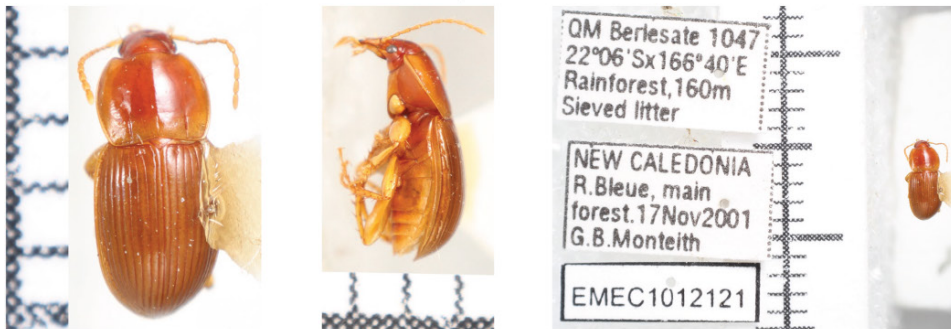 QM Berlesate 1047
22°06'Sx166°40'E
Rainforest,160m
Sieved litter
NEW CALEDONIA
R.Bleue, main
forest.17Nov2001
G.B.Monteith
EMEC1012121